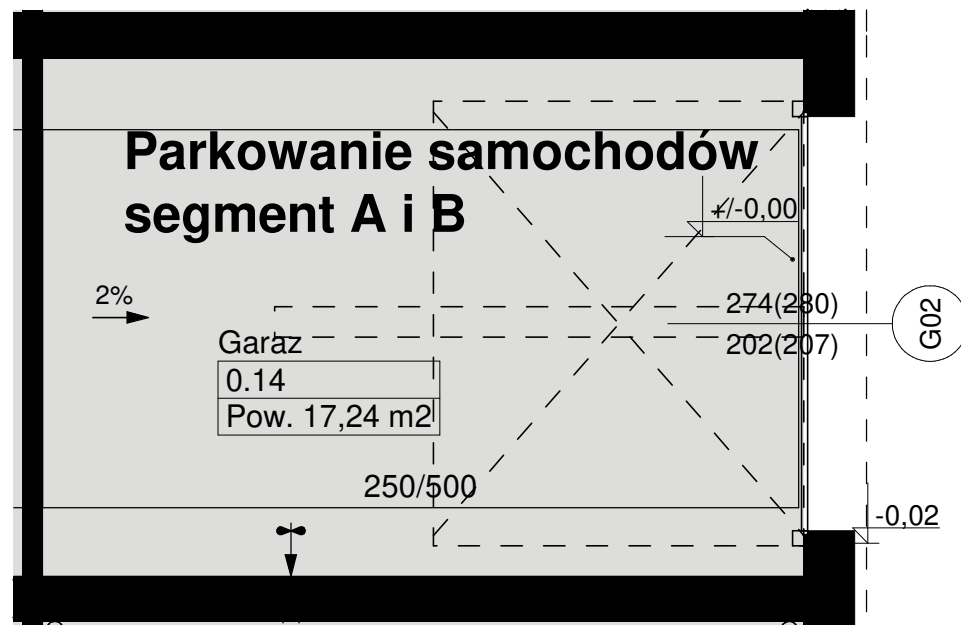 Parkowanie samochodów
segment A i B
+/-0,00
2%
274(280)
202(207)
G02
Garaz
0.14
Pow. 17,24 m2
250/500
-0,02